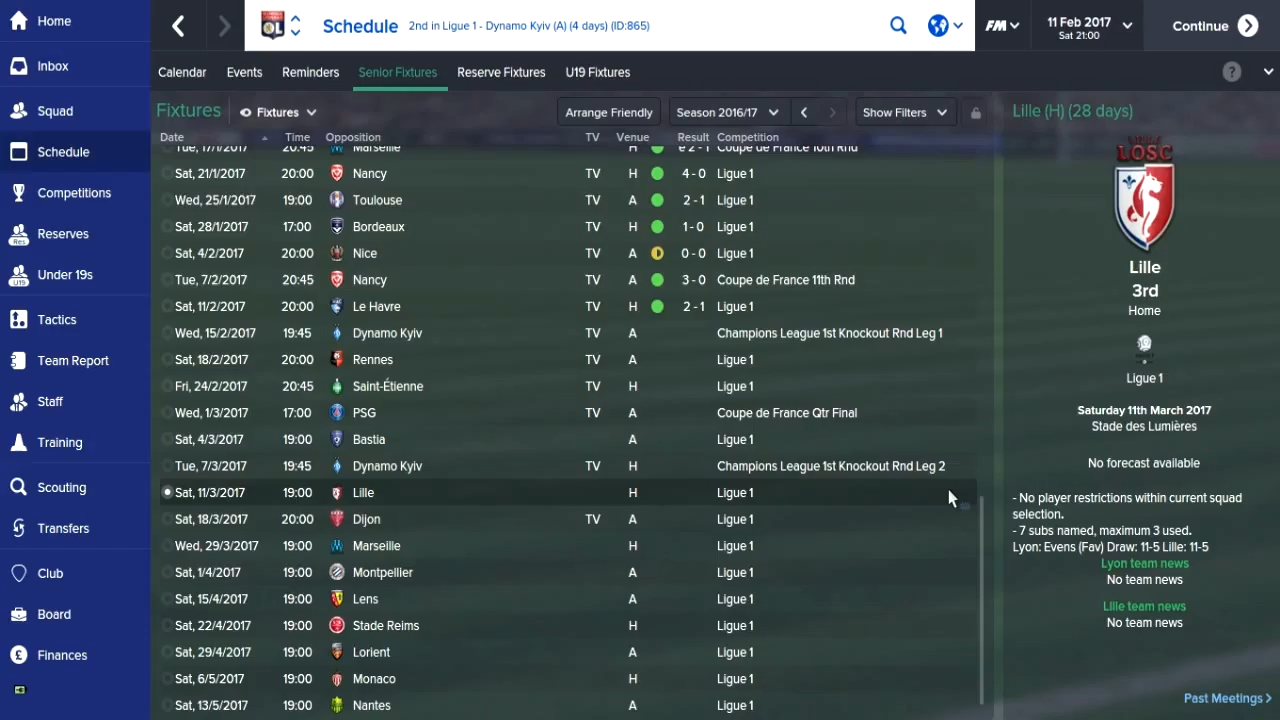 Home
Inbox
Squad
Schedule
Competitions
Reserves
Under 19s
Tactics
Team Report
Staff
Training
Scouting
Transfers
Club
Board
Finances
OL
Schedule 2nd in Ligue 1 - Dynamo Kyiv (A) (4 days) (ID:865)
FM
11 Feb 2017
Sat 21:00
Continue
Calendar Events Reminders Senior Fixtures Reserve Fixtures U19 Fixtures
?
Fixtures Fixtures Arrange Friendly Season 2016/17 Show Filters
Date Time Opposition TV Venue Result Competition
Tue, 17/1/2017 20:45 Marseille H e 2 - 1 Coupe de France 10th Rnd
Sat, 21/1/2017 20:00 Nancy TV H 4 - 0 Ligue 1
Wed, 25/1/2017 19:00 Toulouse TV A 2 - 1 Ligue 1
Sat, 28/1/2017 17:00 Bordeaux TV H 1 - 0 Ligue 1
Sat, 4/2/2017 20:00 Nice TV A 0 - 0 Ligue 1
Tue, 7/2/2017 20:45 Nancy TV A 3 - 0 Coupe de France 11th Rnd
Sat, 11/2/2017 20:00 Le Havre TV H 2 - 1 Ligue 1
Wed, 15/2/2017 19:45 Dynamo Kyiv TV A Champions League 1st Knockout Rnd Leg 1
Sat, 18/2/2017 20:00 Rennes TV A Ligue 1
Fri, 24/2/2017 20:45 Saint-Étienne TV H Ligue 1
Wed, 1/3/2017 17:00 PSG TV A Coupe de France Qtr Final
Sat, 4/3/2017 19:00 Bastia A Ligue 1
Tue, 7/3/2017 19:45 Dynamo Kyiv TV H Champions League 1st Knockout Rnd Leg 2
Sat, 11/3/2017 19:00 Lille H Ligue 1
Sat, 18/3/2017 20:00 Dijon TV A Ligue 1
Wed, 29/3/2017 19:00 Marseille H Ligue 1
Sat, 1/4/2017 19:00 Montpellier A Ligue 1
Sat, 15/4/2017 19:00 Lens A Ligue 1
Sat, 22/4/2017 19:00 Stade Reims H Ligue 1
Sat, 29/4/2017 19:00 Lorient A Ligue 1
Sat, 6/5/2017 19:00 Monaco H Ligue 1
Sat, 13/5/2017 19:00 Nantes A Ligue 1
Lille (H) (28 days)
LOSC
Lille
3rd
Home
Ligue 1
Saturday 11th March 2017
Stade des Lumières
No forecast available
- No player restrictions within current squad
selection.
- 7 subs named, maximum 3 used.
Lyon: Evens (Fav) Draw: 11-5 Lille: 11-5
Lyon team news
No team news
Lille team news
No team news
Past Meetings >